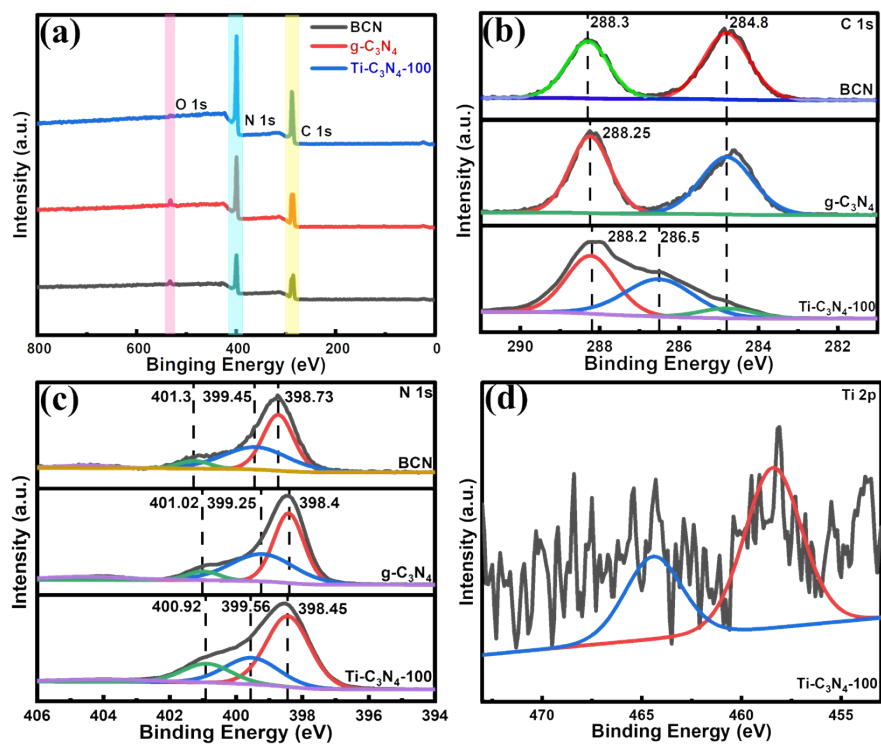 (a)
BCN
g-C₃N₄
Ti-C₃N₄-100
O 1s
N 1s
C 1s
Intensity (a.u.)
800 600 400 200 0
Binging Energy (eV)
(b)
288.3 284.8 C 1s
BCN
288.25
g-C₃N₄
288.2 286.5
Ti-C₃N₄-100
Intensity (a.u.)
290 288 286 284 282
Binding Energy (eV)
(c)
N 1s
401.3 399.45 398.73
BCN
401.02 399.25 398.4
g-C₃N₄
400.92 399.56 398.45
Ti-C₃N₄-100
Intensity (a.u.)
406 404 402 400 398 396 394
Binding Energy (eV)
(d)
Ti 2p
Intensity (a.u.)
Ti-C₃N₄-100
470 465 460 455
Binding Energy (eV)